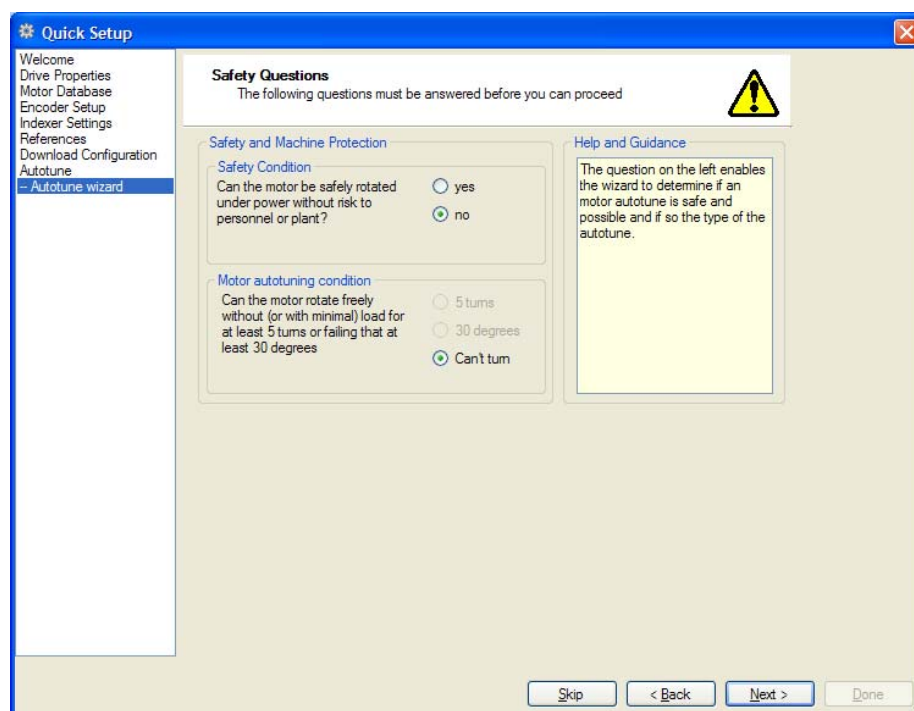 Quick Setup
Welcome
Drive Properties
Motor Database
Encoder Setup
Indexer Settings
References
Download Configuration
Autotune
-- Autotune wizard
Safety Questions
The following questions must be answered before you can proceed
Safety and Machine Protection
Safety Condition
Can the motor be safely rotated
under power without risk to
personnel or plant?
yes
no
Motor autotuning condition
Can the motor rotate freely
without (or with minimal) load for
at least 5 turns or failing that at
least 30 degrees
5 turns
30 degrees
Can't turn
Help and Guidance
The question on the left enables
the wizard to determine if an
motor autotune is safe and
possible and if so the type of the
autotune.
Skip
< Back
Next >
Done